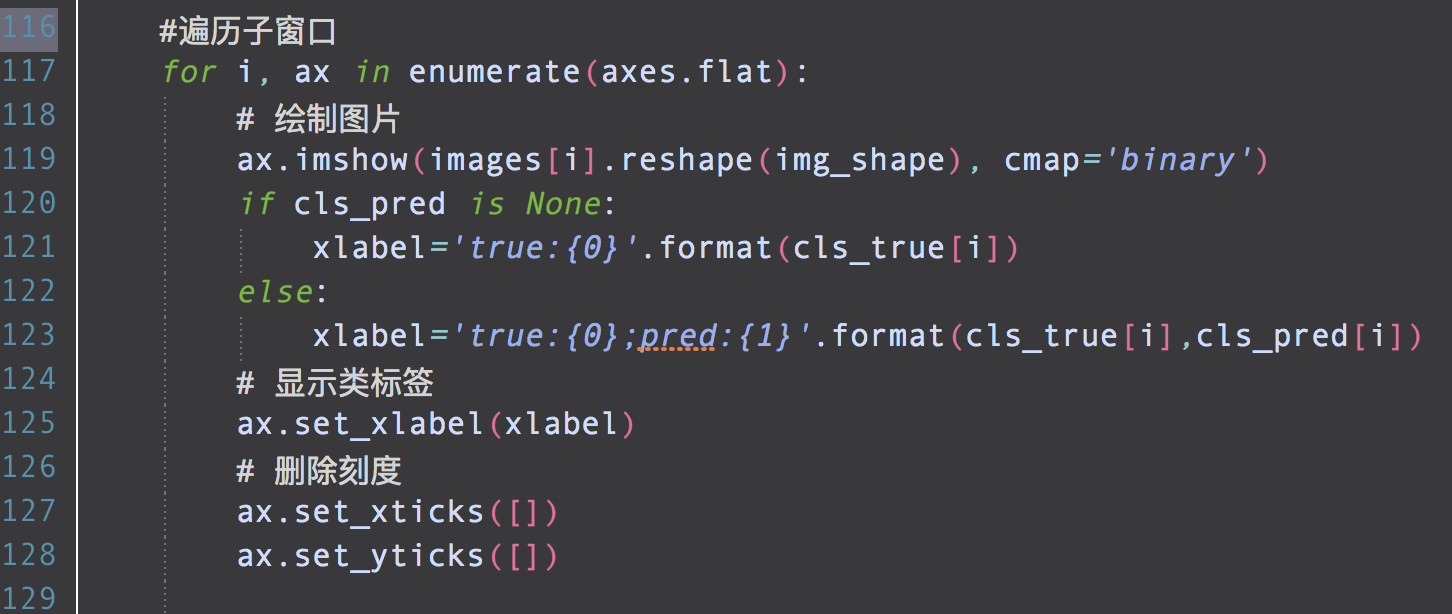 116 #遍历子窗口
117 for i, ax in enumerate(axes.flat):
118 # 绘制图片
119 ax.imshow(images[i].reshape(img_shape), cmap='binary')
120 if cls_pred is None:
121 xlabel='true:{0}'.format(cls_true[i])
122 else:
123 xlabel='true:{0};pred:{1}'.format(cls_true[i],cls_pred[i])
124 # 显示类标签
125 ax.set_xlabel(xlabel)
126 # 删除刻度
127 ax.set_xticks([])
128 ax.set_yticks([])
129